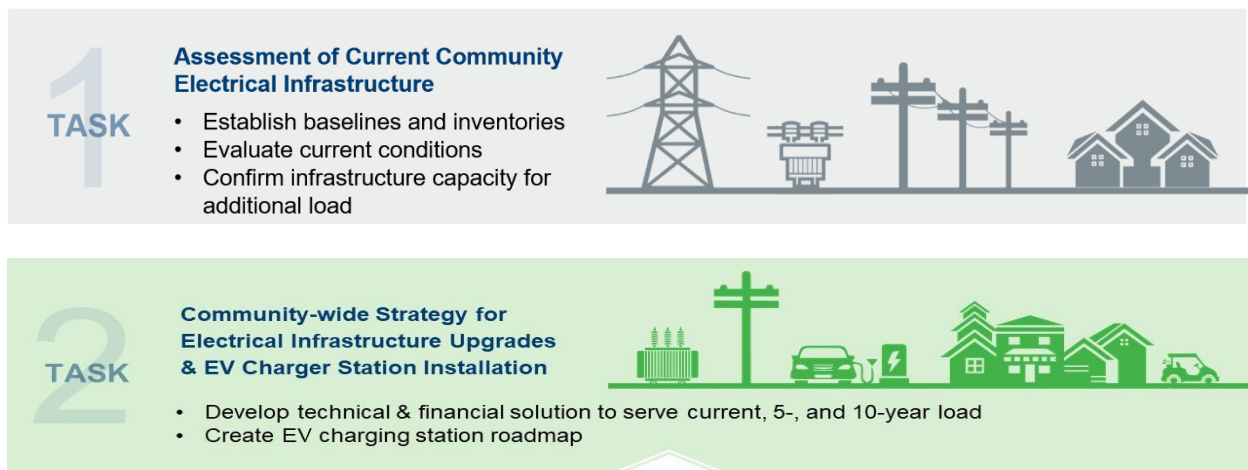 1
TASK
Assessment of Current Community
Electrical Infrastructure
• Establish baselines and inventories
• Evaluate current conditions
• Confirm infrastructure capacity for
additional load
2
TASK
Community-wide Strategy for
Electrical Infrastructure Upgrades
& EV Charger Station Installation
• Develop technical & financial solution to serve current, 5-, and 10-year load
• Create EV charging station roadmap